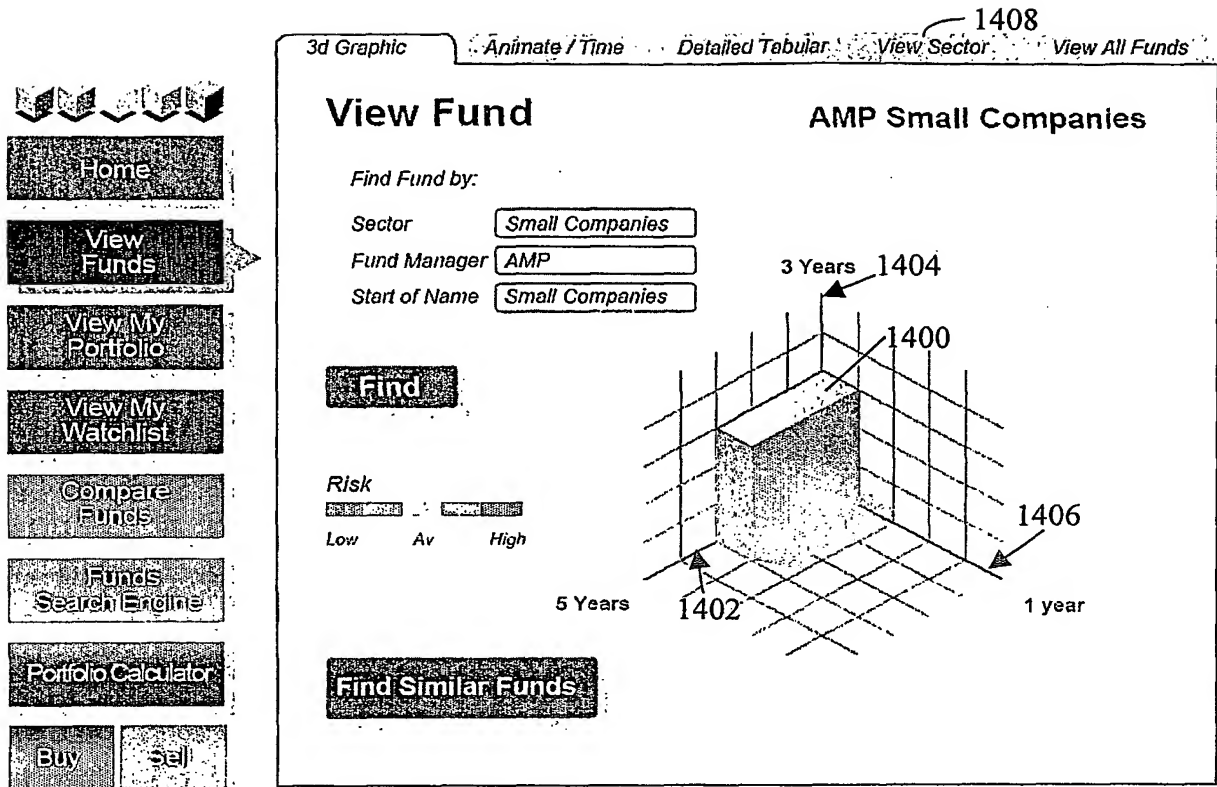 1408
3d Graphic
Animate / Time
Detailed Tabular
View Sector
View All Funds
View Fund
AMP Small Companies
Home
View
Funds
View My
Portfolio
View My
Watchlist
Compare
Funds
Funds
Search Engine
Portfolio Calculator
Buy
Sell
Find Fund by:
Sector
Small Companies
Fund Manager
AMP
Start of Name
Small Companies
Find
Risk
Low
Av
High
Find Similar Funds
3 Years
1404
1400
1406
5 Years
1402
1 year